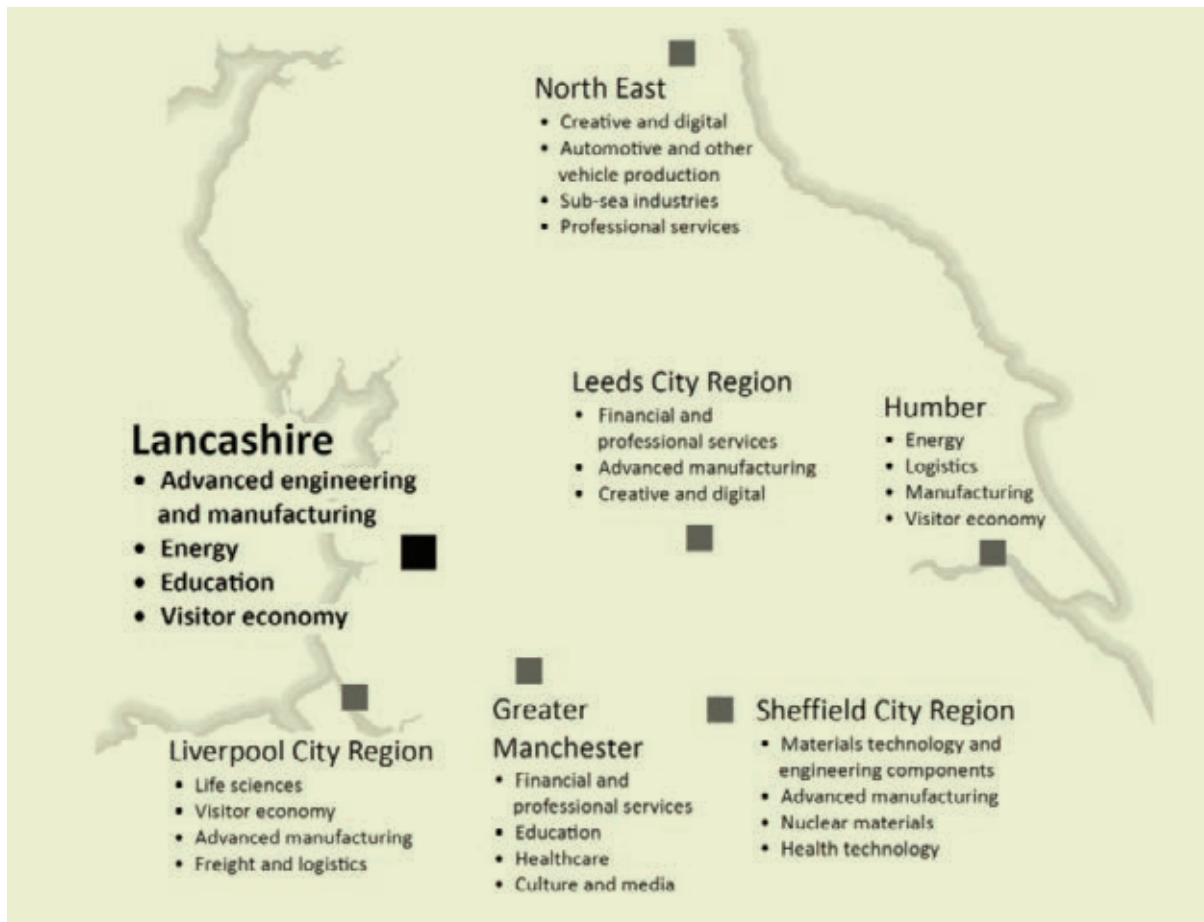 North East
• Creative and digital
• Automotive and other
vehicle production
• Sub-sea industries
• Professional services
Leeds City Region
• Financial and
professional services
• Advanced manufacturing
• Creative and digital
Humber
• Energy
• Logistics
• Manufacturing
• Visitor economy
Lancashire
• Advanced engineering
and manufacturing
• Energy
• Education
• Visitor economy
Liverpool City Region
• Life sciences
• Visitor economy
• Advanced manufacturing
• Freight and logistics
Greater
Manchester
• Financial and
professional services
• Education
• Healthcare
• Culture and media
Sheffield City Region
• Materials technology and
engineering components
• Advanced manufacturing
• Nuclear materials
• Health technology